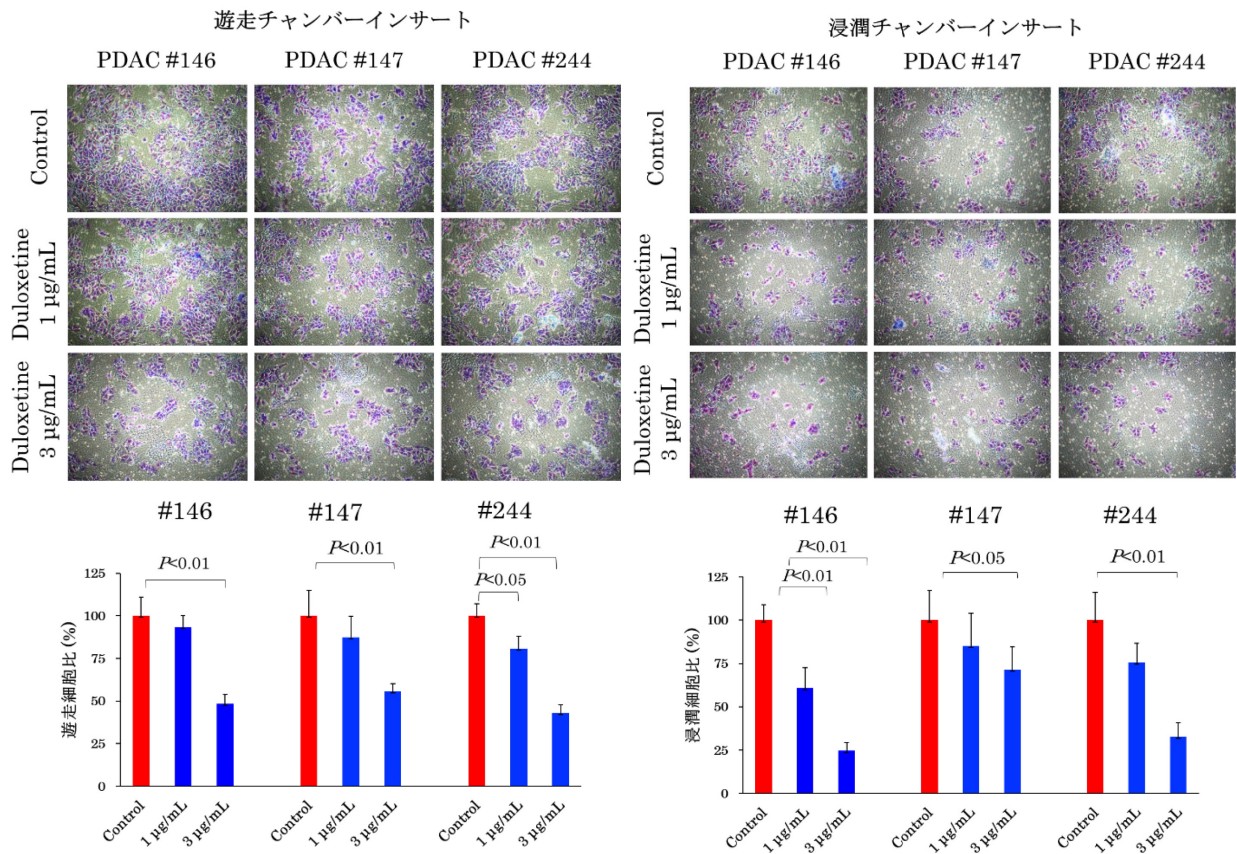 遊走チャンバーインサート
PDAC #146 PDAC #147 PDAC #244
Control
Duloxetine
1 µg/mL
Duloxetine
3 µg/mL
#146 #147 #244
P<0.01
P<0.01
P<0.01
P<0.05
遊走細胞比 (%)
125
100
75
50
25
0
Control 1 µg/mL 3 µg/mL Control 1 µg/mL 3 µg/mL Control 1 µg/mL 3 µg/mL
浸潤チャンバーインサート
PDAC #146 PDAC #147 PDAC #244
Control
Duloxetine
1 µg/mL
Duloxetine
3 µg/mL
#146 #147 #244
P<0.01
P<0.01
P<0.05
P<0.01
浸潤細胞比 (%)
125
100
75
50
25
0
Control 1 µg/mL 3 µg/mL Control 1 µg/mL 3 µg/mL Control 1 µg/mL 3 µg/mL